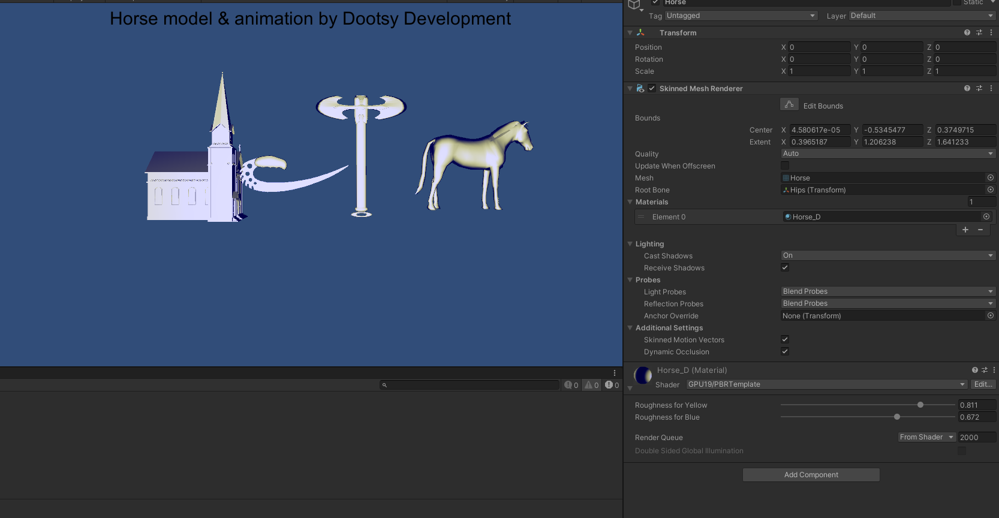 Horse model & animation by Dootsy Development
Horse
Static
Tag Untagged Layer Default
Transform
Position X 0 Y 0 Z 0
Rotation X 0 Y 0 Z 0
Scale X 1 Y 1 Z 1
Skinned Mesh Renderer
Edit Bounds
Bounds
Center X 4.580617e-05 Y -0.5345477 Z 0.3749715
Extent X 0.3965187 Y 1.206238 Z 1.641233
Quality Auto
Update When Offscreen
Mesh Horse
Root Bone Hips (Transform)
Materials 1
Element 0 Horse_D
+ -
Lighting
Cast Shadows On
Receive Shadows
Probes
Light Probes Blend Probes
Reflection Probes Blend Probes
Anchor Override None (Transform)
Additional Settings
Skinned Motion Vectors
Dynamic Occlusion
0 0 0
Horse_D (Material)
Shader GPU19/PBRTemplate Edit...
Roughness for Yellow 0.811
Roughness for Blue 0.672
Render Queue From Shader 2000
Double Sided Global Illumination
Add Component